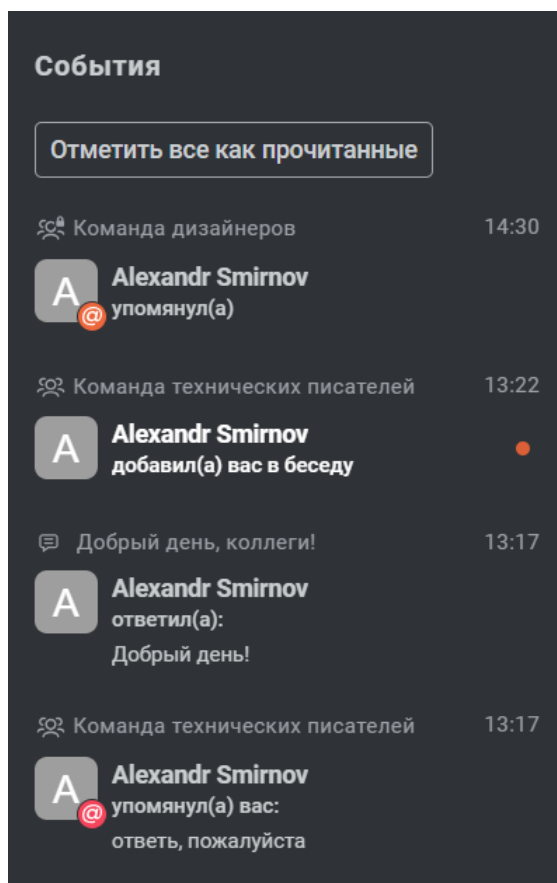 События
Отметить все как прочитанные
Команда дизайнеров 14:30
A
Alexandr Smirnov
@
упомянул(а)
Команда технических писателей 13:22
A
Alexandr Smirnov
добавил(а) вас в беседу
Добрый день, коллеги! 13:17
A
Alexandr Smirnov
ответил(а):
Добрый день!
Команда технических писателей 13:17
A
Alexandr Smirnov
@
упомянул(а) вас:
ответь, пожалуйста